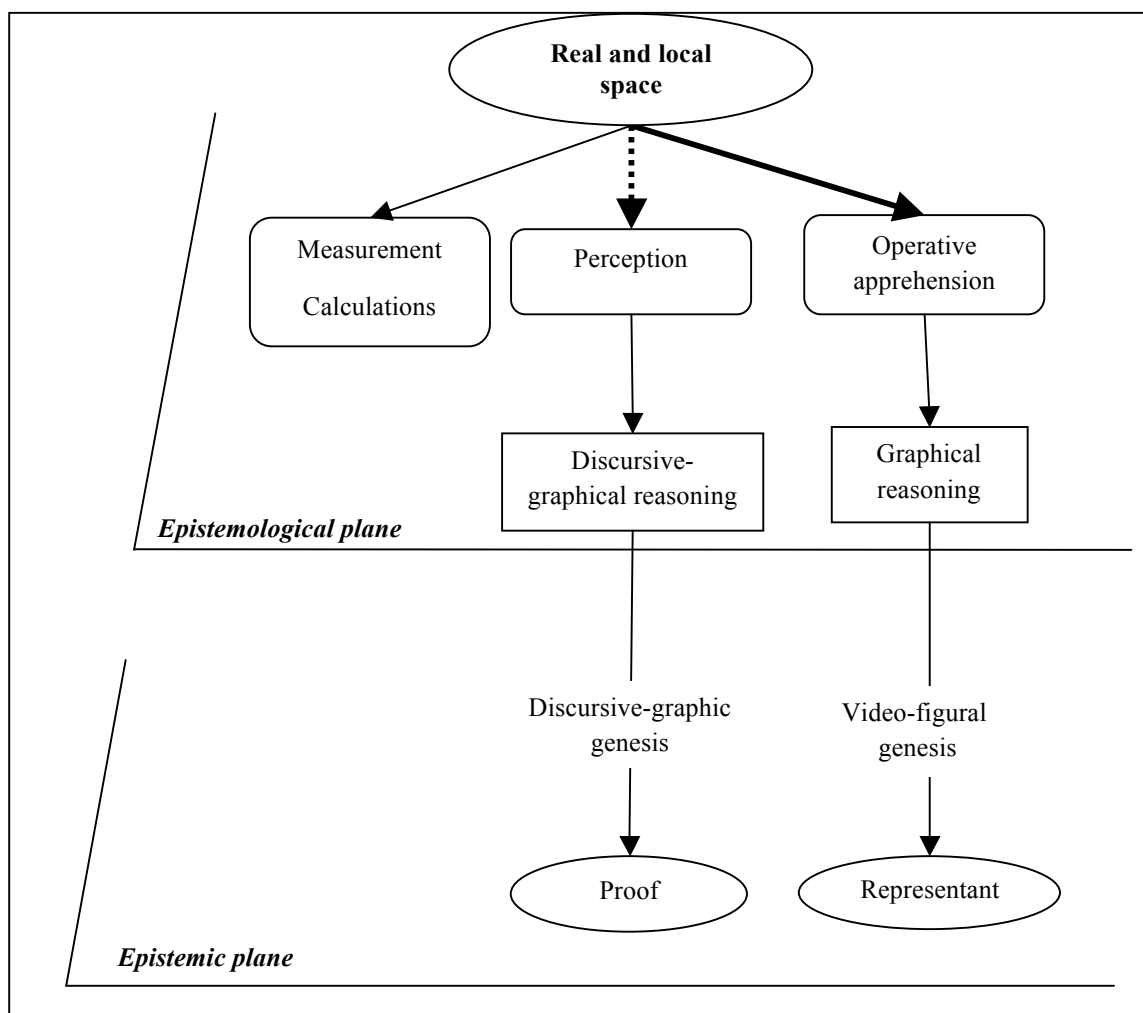 Real and local
space
Measurement
Calculations
Perception
Operative
apprehension
Discursive-
graphical reasoning
Graphical
reasoning
Epistemological plane
Discursive-graphic
genesis
Video-figural
genesis
Proof
Representant
Epistemic plane